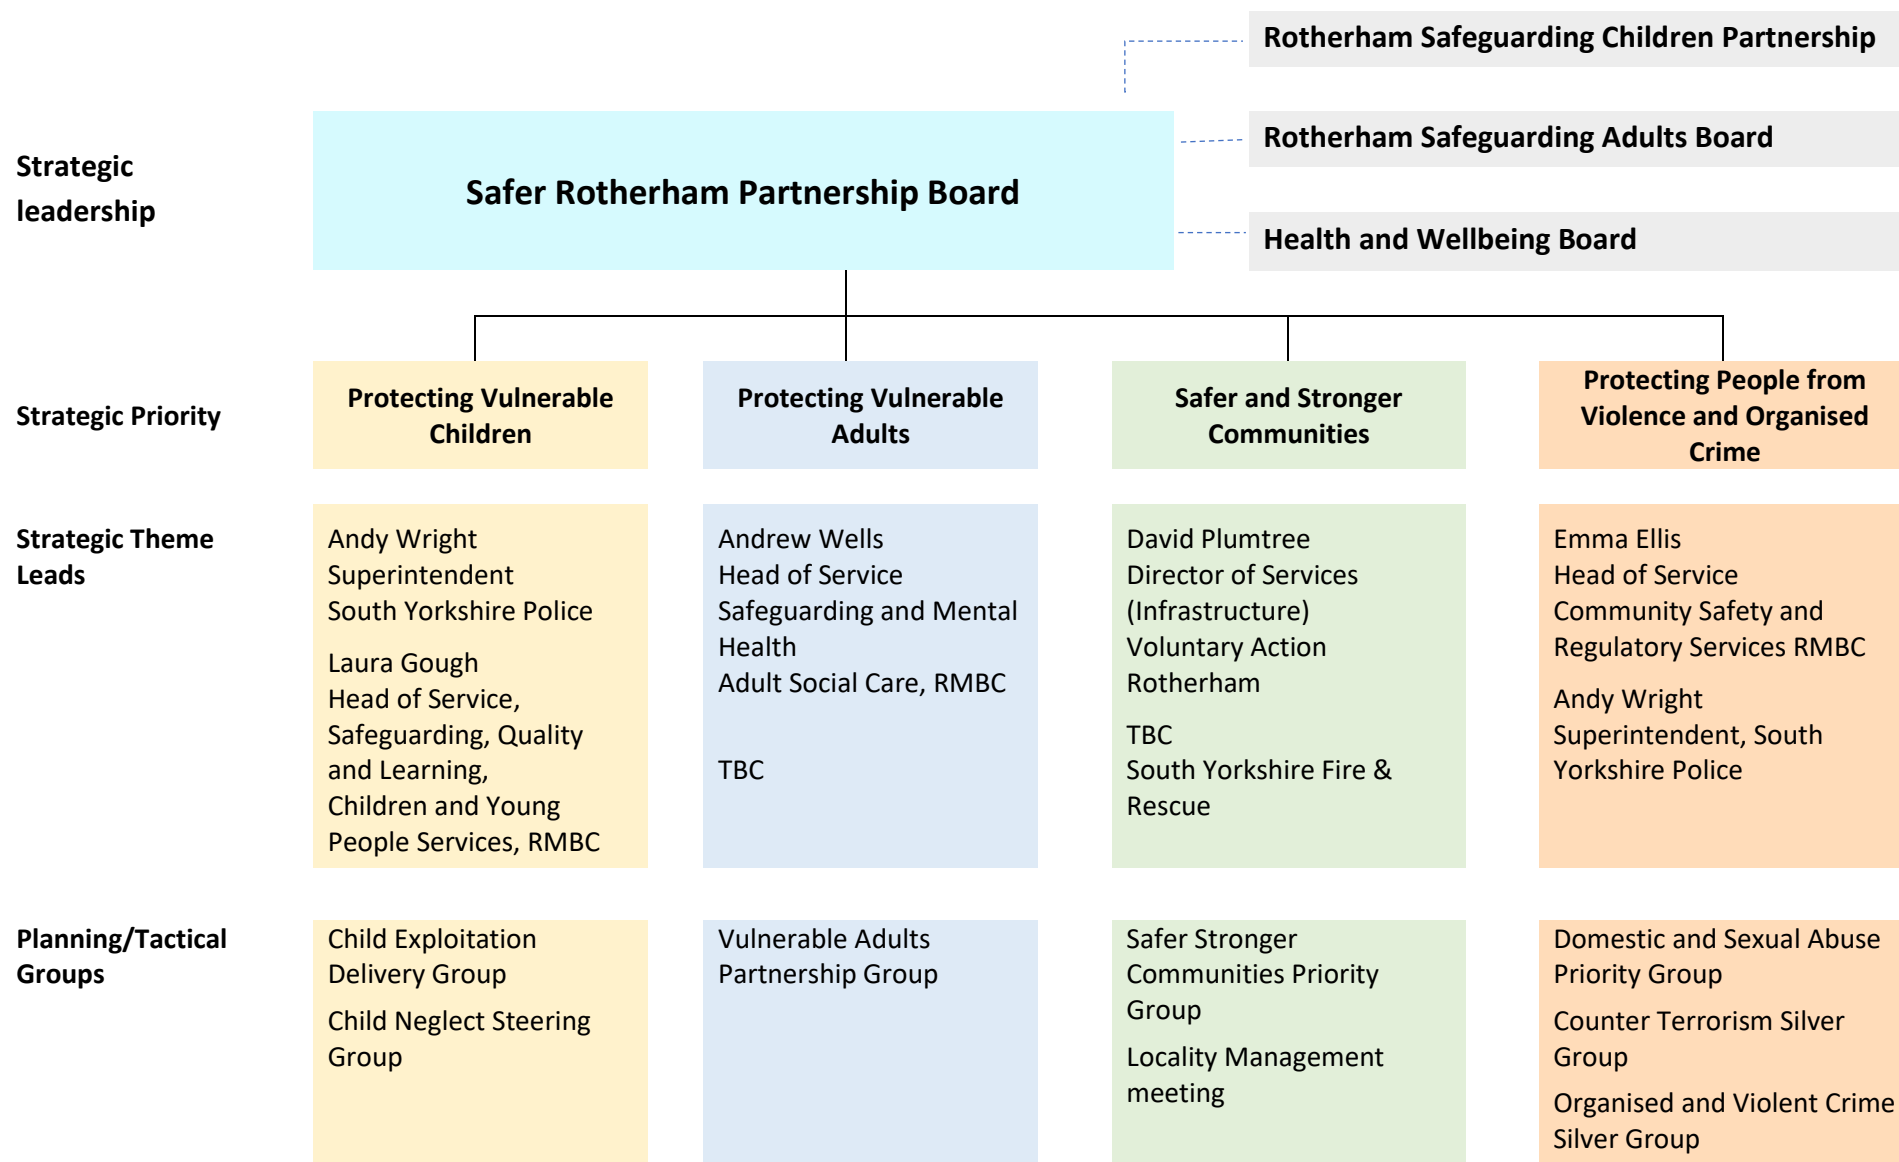 Rotherham Safeguarding Children Partnership
Rotherham Safeguarding Adults Board
Health and Wellbeing Board
Strategic
leadership
Safer Rotherham Partnership Board
Strategic Priority
Protecting Vulnerable
Children
Protecting Vulnerable
Adults
Safer and Stronger
Communities
Protecting People from
Violence and Organised
Crime
Strategic Theme
Leads
Andy Wright
Superintendent
South Yorkshire Police
Laura Gough
Head of Service,
Safeguarding, Quality
and Learning,
Children and Young
People Services, RMBC
Andrew Wells
Head of Service
Safeguarding and Mental
Health
Adult Social Care, RMBC
TBC
David Plumtree
Director of Services
(Infrastructure)
Voluntary Action
Rotherham
TBC
South Yorkshire Fire &
Rescue
Emma Ellis
Head of Service
Community Safety and
Regulatory Services RMBC
Andy Wright
Superintendent, South
Yorkshire Police
Planning/Tactical
Groups
Child Exploitation
Delivery Group
Child Neglect Steering
Group
Vulnerable Adults
Partnership Group
Safer Stronger
Communities Priority
Group
Locality Management
meeting
Domestic and Sexual Abuse
Priority Group
Counter Terrorism Silver
Group
Organised and Violent Crime
Silver Group